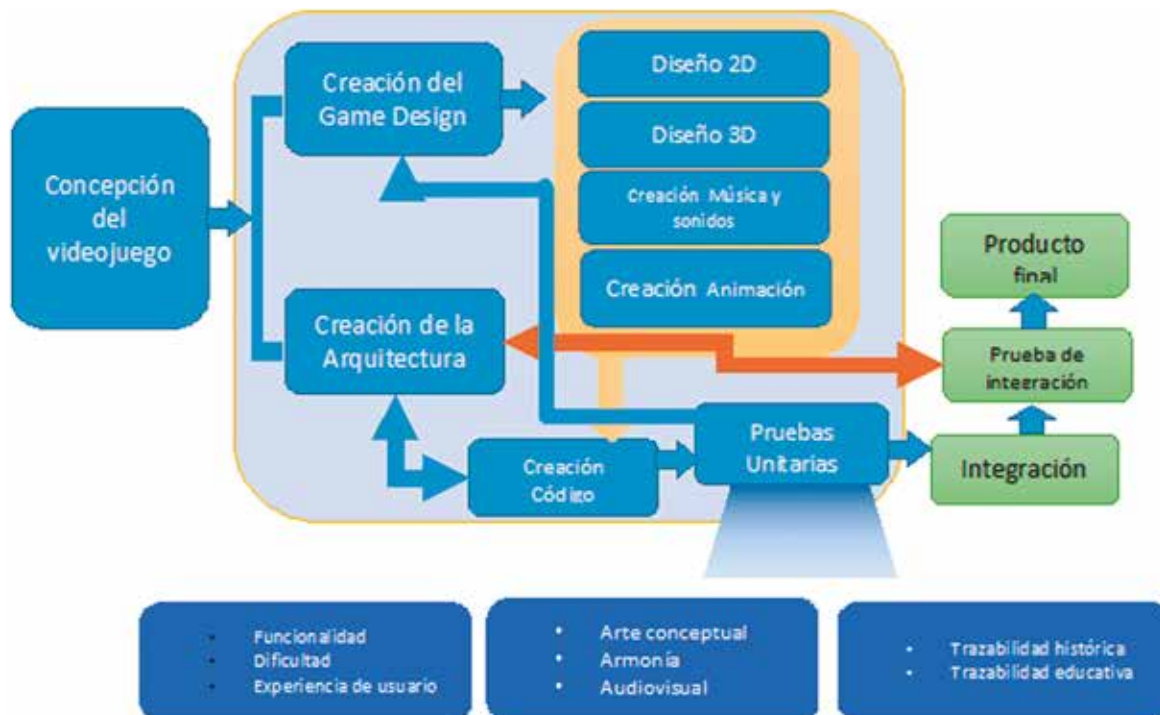 Concepción
del
videojuego
Creación del
Game Design
Diseño 2D
Diseño 3D
Creación Música y
sonidos
Creación Animación
Creación de la
Arquitectura
Creación
Código
Pruebas
Unitarias
Producto
final
Prueba de
integración
Integración
• Funcionalidad
• Dificultad
• Experiencia de usuario
• Arte conceptual
• Armonía
• Audiovisual
• Trazabilidad histórica
• Trazabilidad educativa